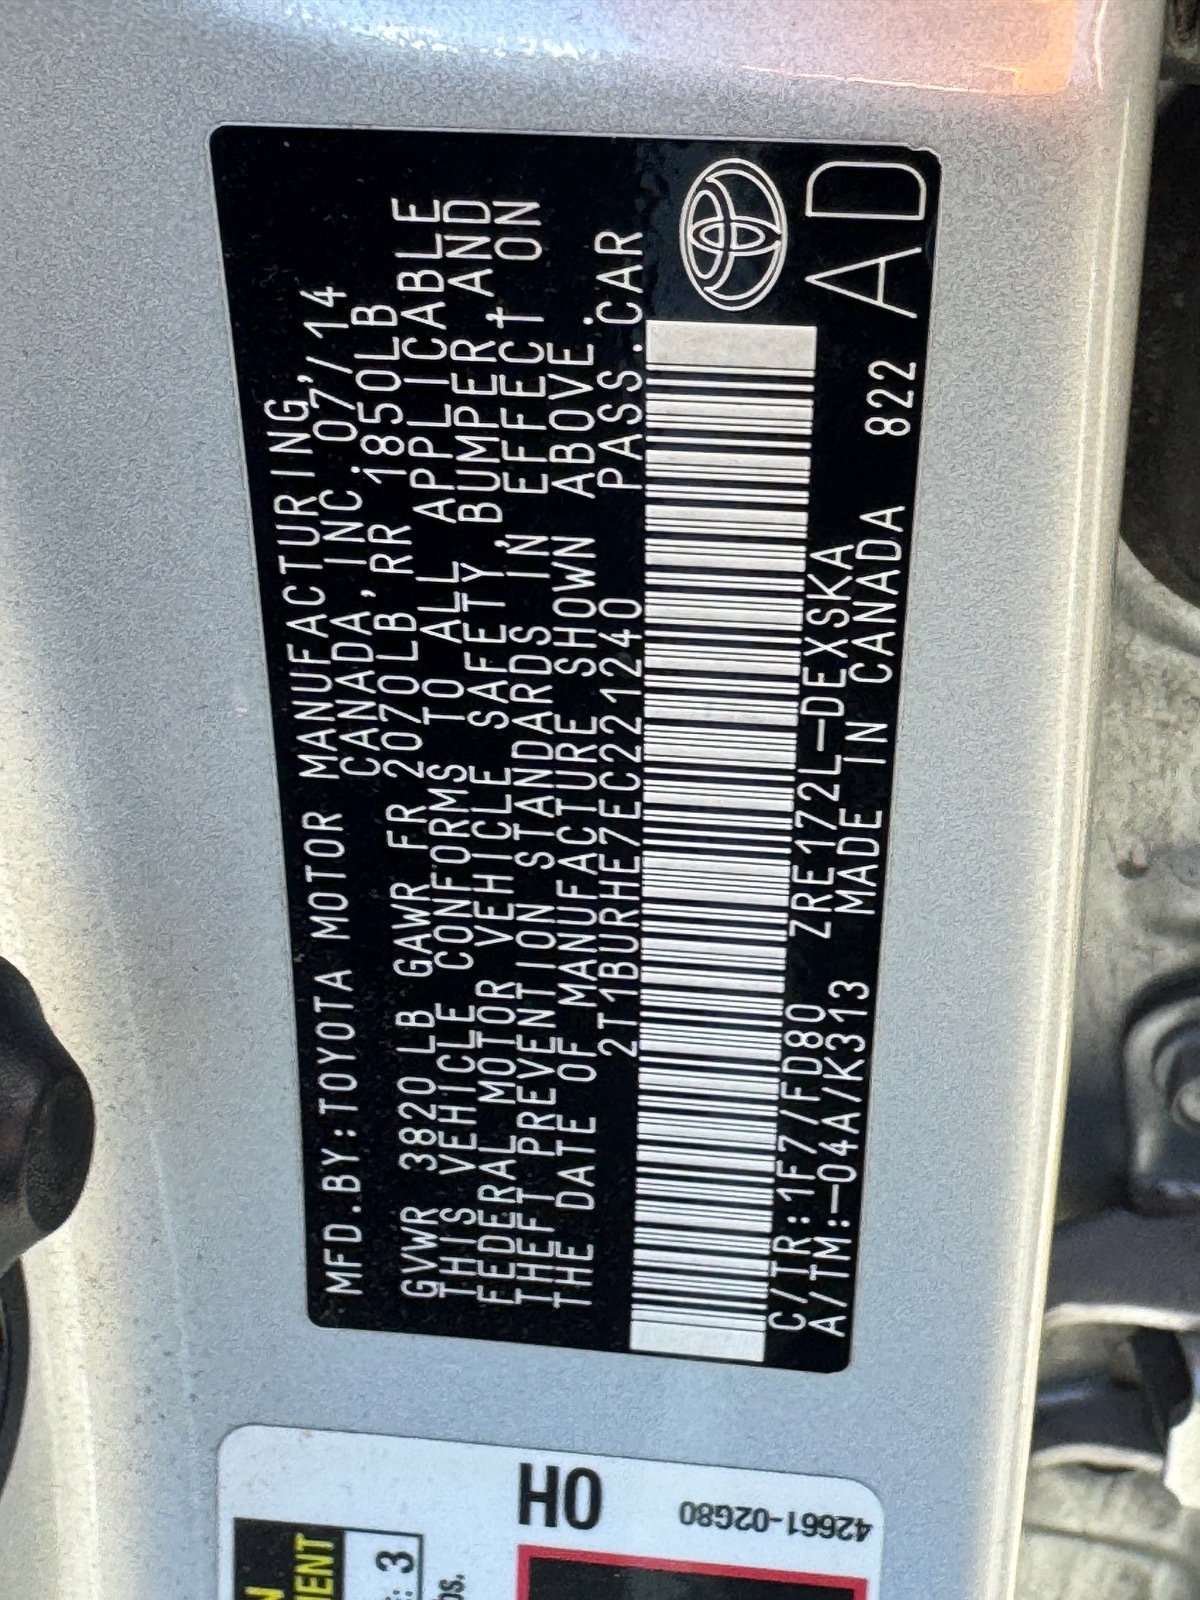 MFD.BY:TOYOTA MOTOR MANUFACTURING,
CANADA, INC. 07/14
GVWR 3820LB GAWR FR 2070LB, RR 1850LB
THIS VEHICLE CONFORMS TO ALL APPLICABLE
FEDERAL MOTOR VEHICLE SAFETY, BUMPER, AND
THEFT PREVENTION STANDARDS IN EFFECT ON
THE DATE OF MANUFACTURE SHOWN ABOVE.
2T1BURHE7EC221240 PASS.CAR
C/TR:1F7/FD80 ZRE172L-DEXSKA
A/TM:-04A/K313 MADE IN CANADA 822 AD
OH
42661-02G80
3